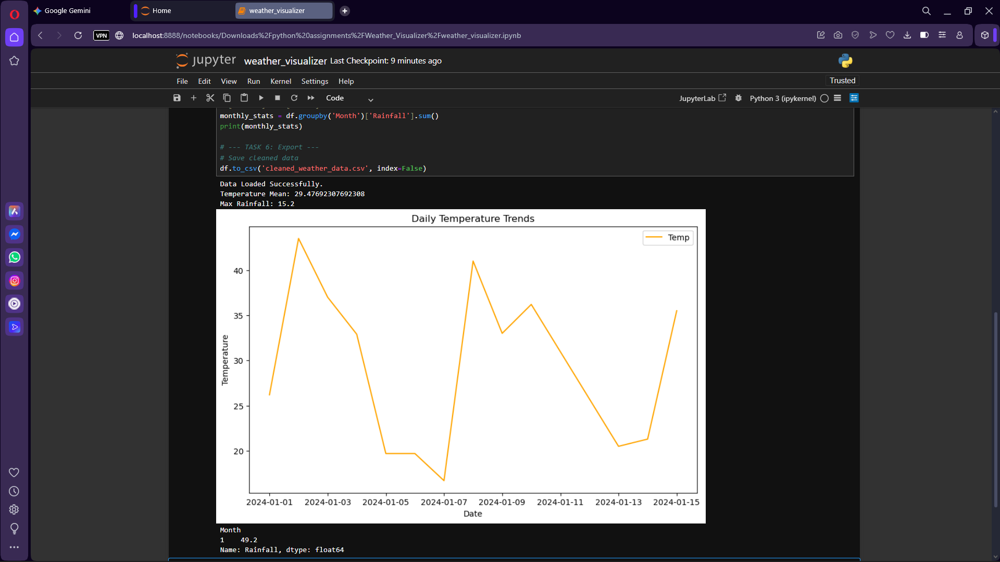 Google Gemini
Home
weather_visualizer
VPN
localhost:8888/notebooks/Downloads%2Fpython%20assignments%2FWeather_Visualizer%2Fweather_visualizer.ipynb
jupyter weather_visualizer Last Checkpoint: 9 minutes ago
File Edit View Run Kernel Settings Help
Trusted
Code
JupyterLab
Python 3 (ipykernel)
monthly_stats = df.groupby('Month')['Rainfall'].sum()
print(monthly_stats)
# --- TASK 6: Export ---
# Save cleaned data
df.to_csv('cleaned_weather_data.csv', index=False)
Data Loaded Successfully.
Temperature Mean: 29.47692307692308
Max Rainfall: 15.2
Daily Temperature Trends
Temp
40
35
30
25
20
Temperature
2024-01-01 2024-01-03 2024-01-05 2024-01-07 2024-01-09 2024-01-11 2024-01-13 2024-01-15
Date
Month
1    49.2
Name: Rainfall, dtype: float64